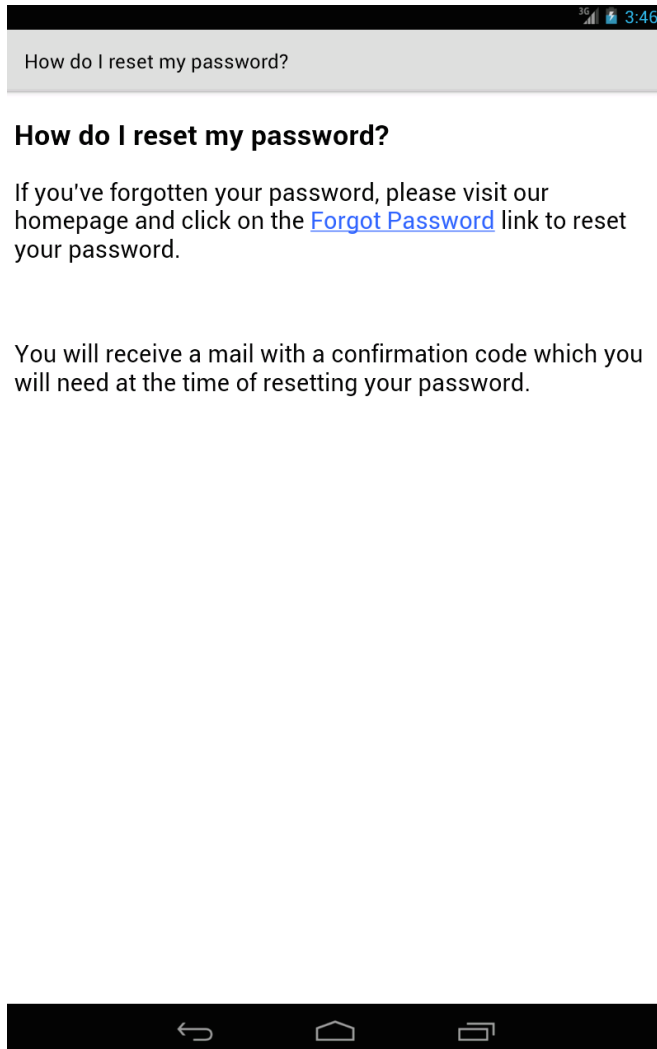 3G 3:46
How do I reset my password?
How do I reset my password?
If you've forgotten your password, please visit our
homepage and click on the Forgot Password link to reset
your password.
You will receive a mail with a confirmation code which you
will need at the time of resetting your password.